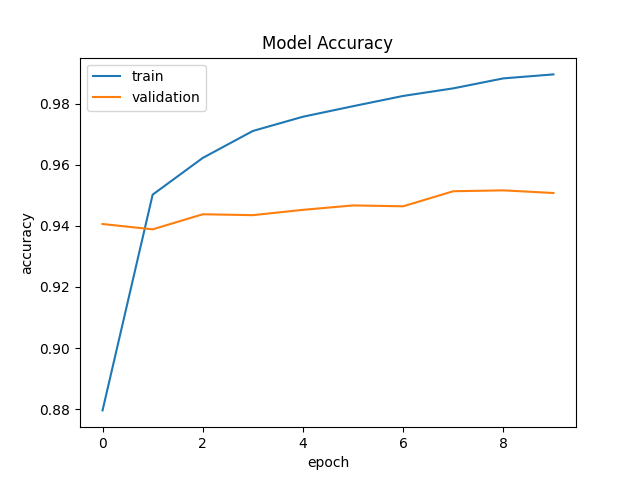 Model Accuracy
train
validation
0.98
0.96
0.94
0.92
0.90
0.88
accuracy
0 2 4 6 8
epoch